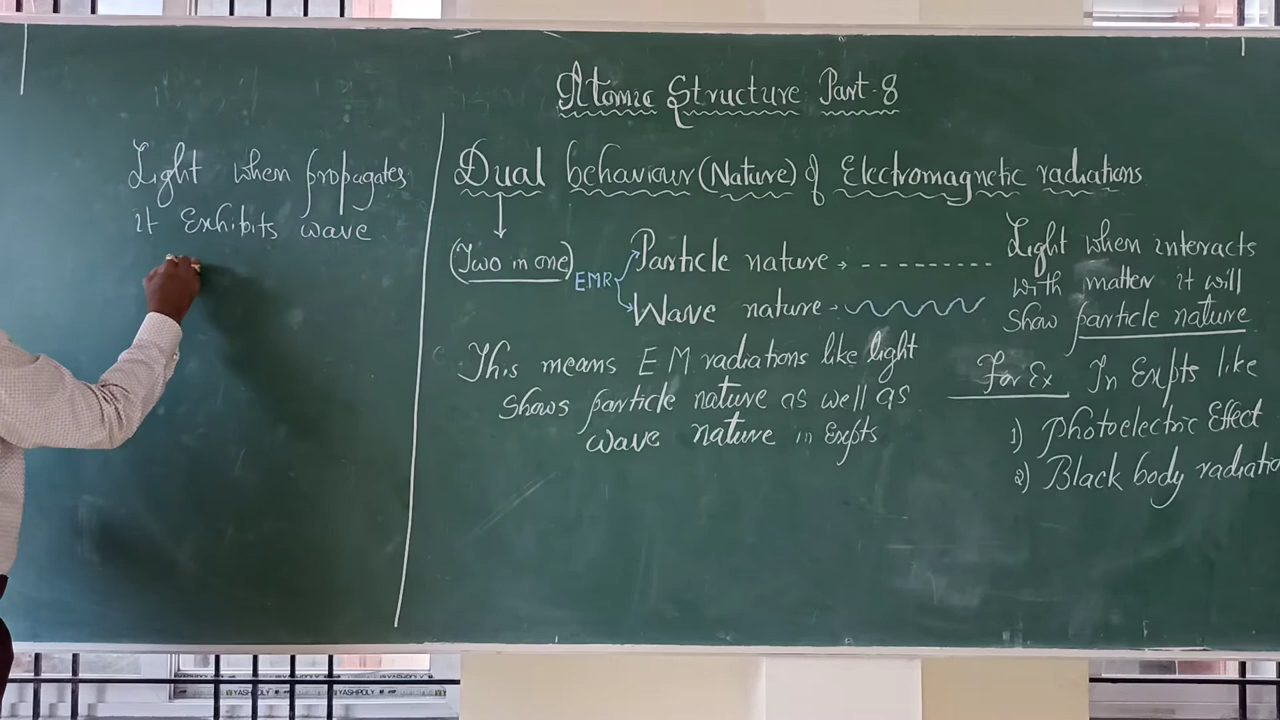 Atomic Structure Part-8
Light when propagates
it Exhibits wave
Dual behaviour (Nature) of Electromagnetic radiations
(Two in one)
EMR
Particle nature
Wave nature
This means E M radiations like light
shows particle nature as well as
wave nature in Expts
Light when interacts
with matter it will
show particle nature
For Ex In Expts like
1) Photoelectric Effect
2) Black body radiatio
YASHPOLY YASHPOLY